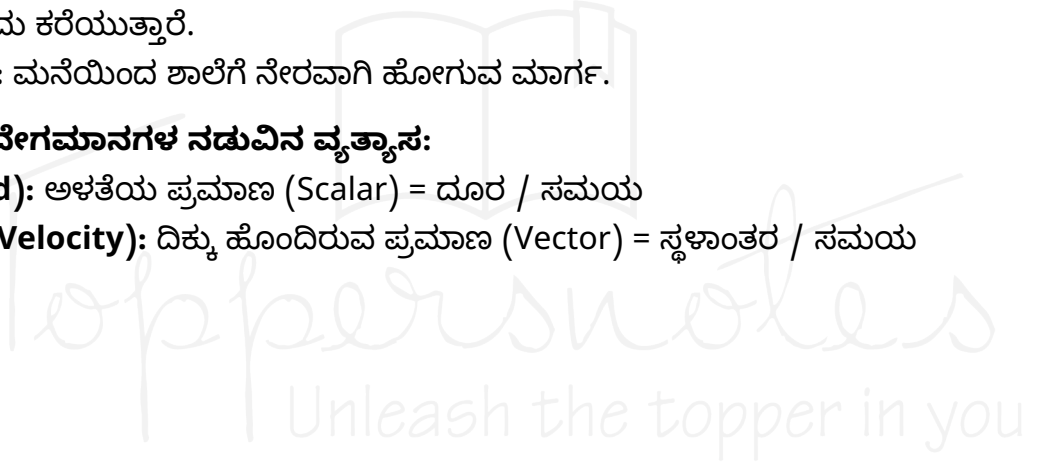 ಕರೆಯುತ್ತಾರೆ.
: ಮನೆಯಿಂದ ಶಾಲೆಗೆ ನೇರವಾಗಿ ಹೋಗುವ ಮಾರ್ಗ.
ವೇಗಮಾನಗಳ ನಡುವಿನ ವ್ಯತ್ಯಾಸ:
d): ಅಳತೆಯ ಪ್ರಮಾಣ (Scalar) = ದೂರ / ಸಮಯ
Velocity): ದಿಕ್ಕು ಹೊಂದಿರುವ ಪ್ರಮಾಣ (Vector) = ಸ್ಥಳಾಂತರ / ಸಮಯ
Toppersnotes
Unleash the topper in you